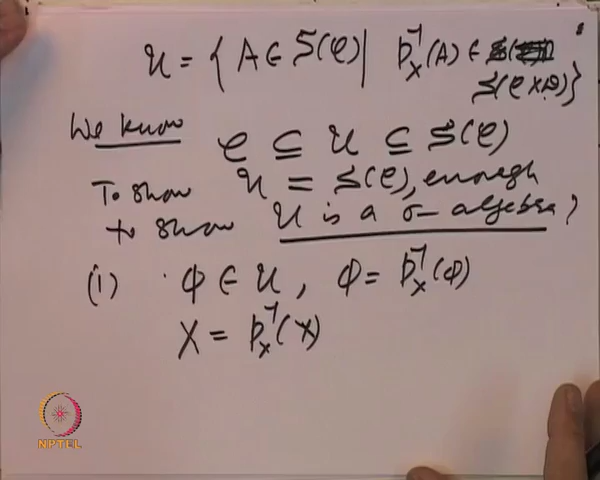 𝒰 = { A ∈ S(𝒞) | p_X^{-1}(A) ∈
S(𝒞×𝒟)}
We know 𝒞 ⊆ 𝒰 ⊆ S(𝒞)
To show 𝒰 = S(𝒞), enough
to show 𝒰 is a σ-algebra?
(i) φ ∈ 𝒰, φ = p_X^{-1}(φ)
X = p_X^{-1}(X)
NPTEL